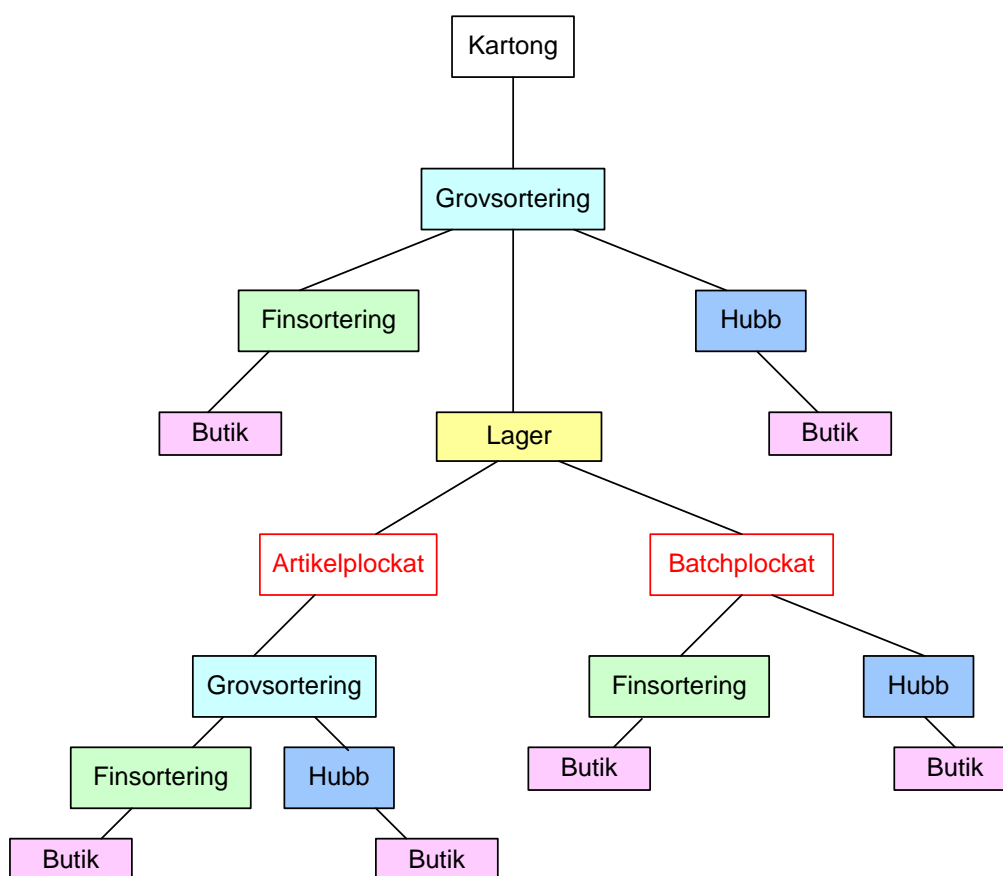 Kartong
Grovsortering
Finsortering
Hubb
Butik
Lager
Butik
Artikelplockat
Batchplockat
Grovsortering
Finsortering
Hubb
Finsortering
Hubb
Butik
Butik
Butik
Butik